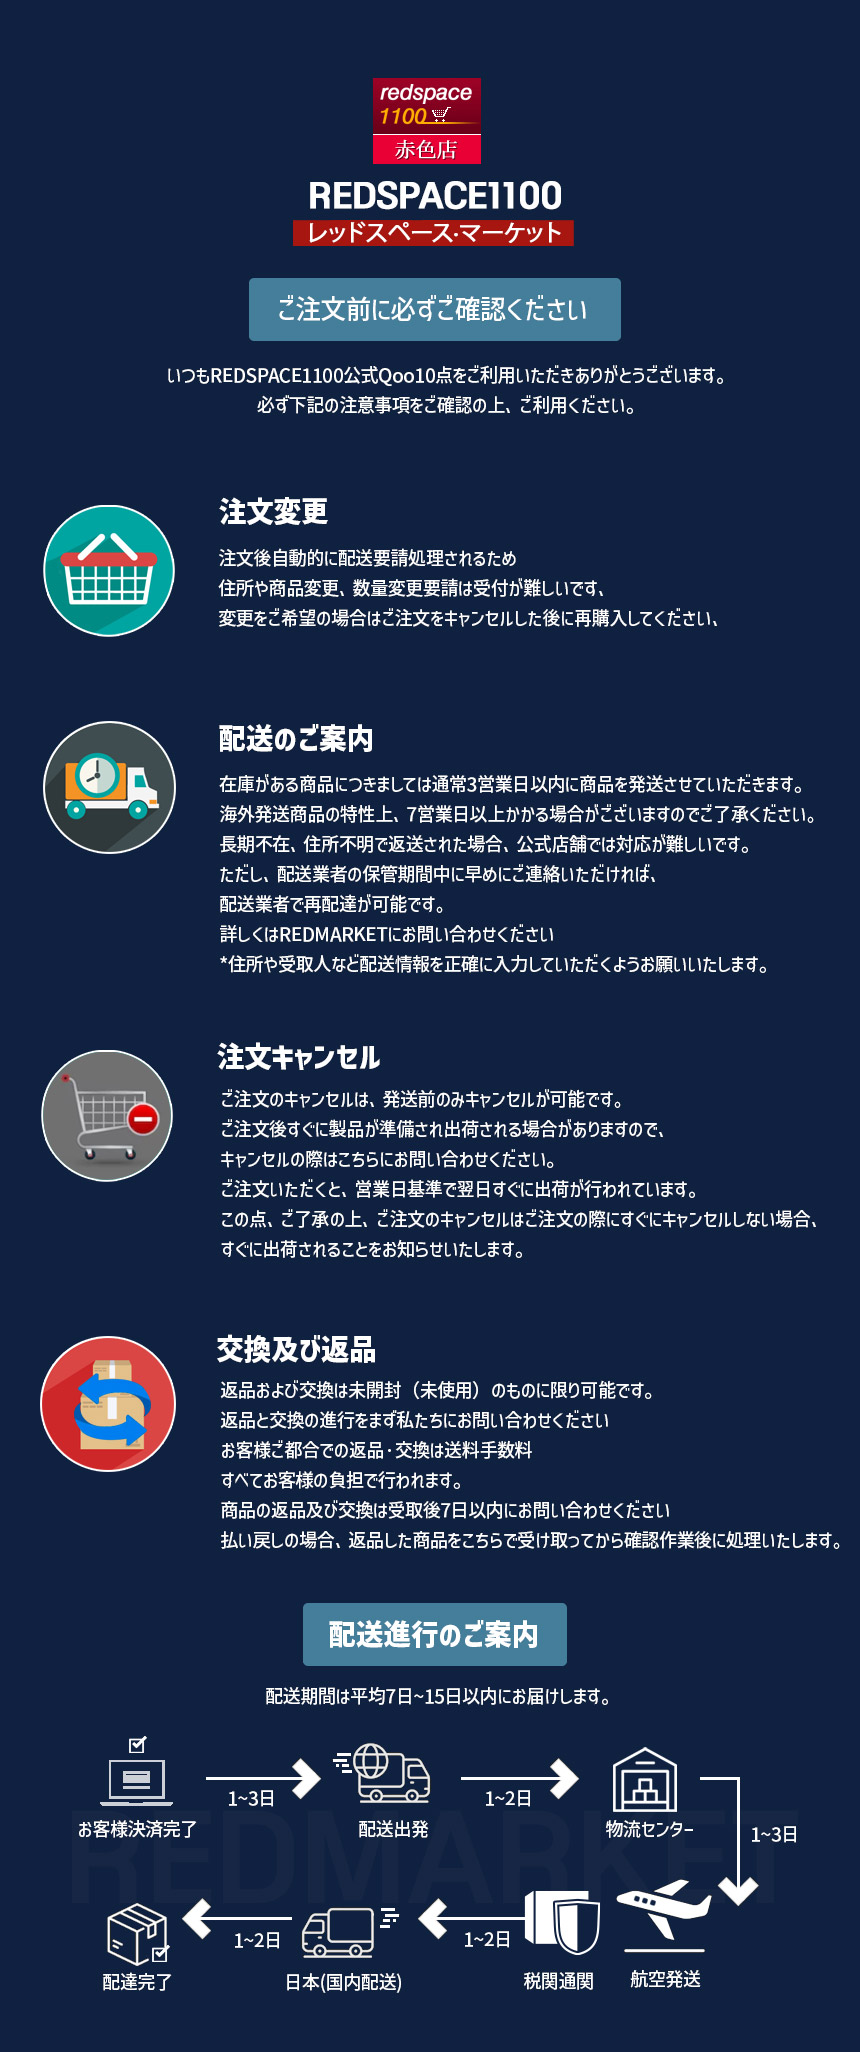 redspace
1100
赤色店
REDSPACE1100
レッドスペース·マーケット
ご注文前に必ずご確認ください
いつもREDSPACE1100公式Qoo10点をご利用いただきありがとうございます。
必ず下記の注意事項をご確認の上、ご利用ください。
注文変更
注文後自動的に配送要請処理されるため
住所や商品変更、数量変更要請は受付が難しいです、
変更をご希望の場合はご注文をキャンセルした後に再購入してください、
配送のご案内
在庫がある商品につきましては通常3営業日以内に商品を発送させていただきます。
海外発送商品の特性上、7営業日以上かかる場合がございますのでご了承ください。
長期不在、住所不明で返送された場合、公式店舗では対応が難しいです。
ただし、配送業者の保管期間中に早めにご連絡いただければ、
配送業者で再配達が可能です。
詳しくはREDMARKETにお問い合わせください
*住所や受取人など配送情報を正確に入力していただくようお願いいたします。
注文キャンセル
ご注文のキャンセルは、発送前のみキャンセルが可能です。
ご注文後すぐに製品が準備され出荷される場合がありますので、
キャンセルの際はこちらにお問い合わせください。
ご注文いただくと、営業日基準で翌日すぐに出荷が行われています。
この点、ご了承の上、ご注文のキャンセルはご注文の際にすぐにキャンセルしない場合、
すぐに出荷されることをお知らせいたします。
交換及び返品
返品および交換は未開封（未使用）のものに限り可能です。
返品と交換の進行をまず私たちにお問い合わせください
お客様ご都合での返品·交換は送料手数料
すべてお客様の負担で行われます。
商品の返品及び交換は受取後7日以内にお問い合わせください
払い戻しの場合、返品した商品をこちらで受け取ってから確認作業後に処理いたします。
配送進行のご案内
配送期間は平均7日~15日以内にお届けします。
1~3日
1~2日
お客様決済完了
配送出発
物流センター
1~3日
REDMARKET
1~2日
1~2日
配達完了
日本(国内配送)
税関通関
航空発送